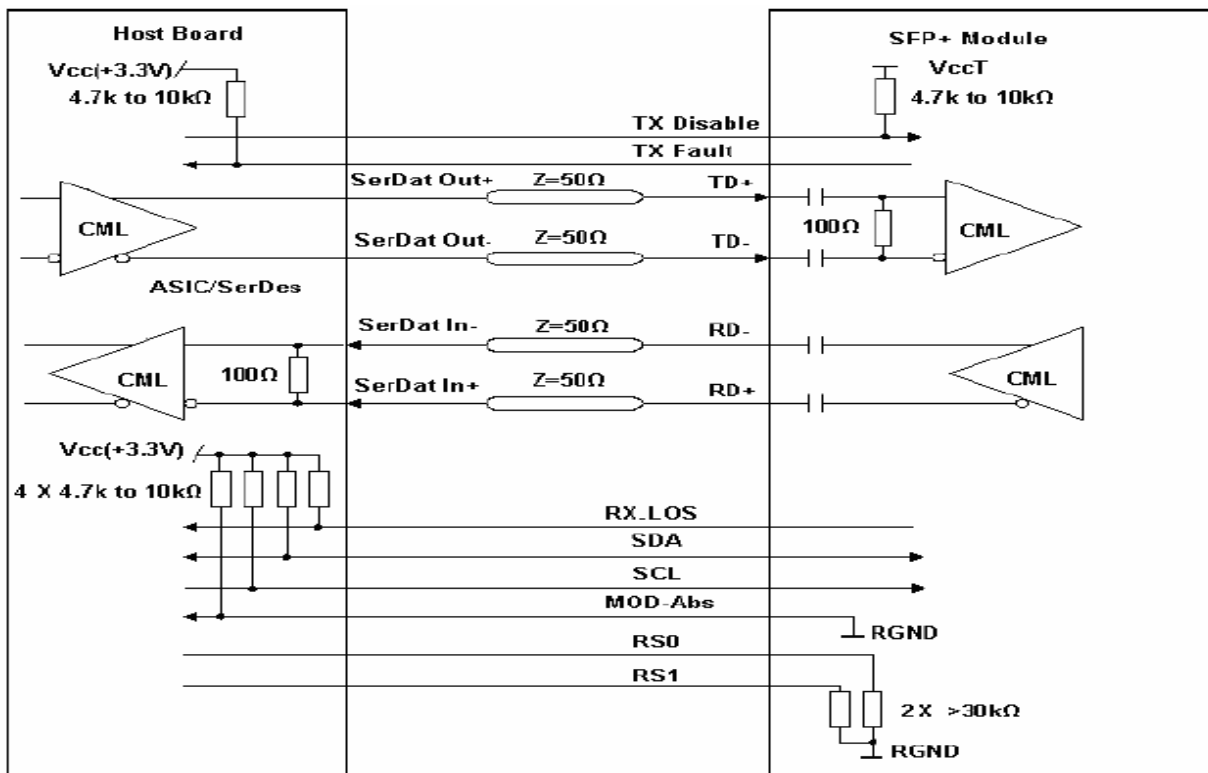 Host Board
SFP+ Module
Vcc(+3.3V)
4.7k to 10kΩ
VccT
4.7k to 10kΩ
TX Disable
TX Fault
SerDat Out+
Z=50Ω
TD+
CML
100Ω
CML
SerDat Out-
Z=50Ω
TD-
ASIC/SerDes
SerDat In-
Z=50Ω
RD-
CML
100Ω
SerDat In+
Z=50Ω
RD+
CML
Vcc(+3.3V)
4 X 4.7k to 10kΩ
RX_LOS
SDA
SCL
MOD-Abs
RGND
RS0
RS1
2X >30kΩ
RGND